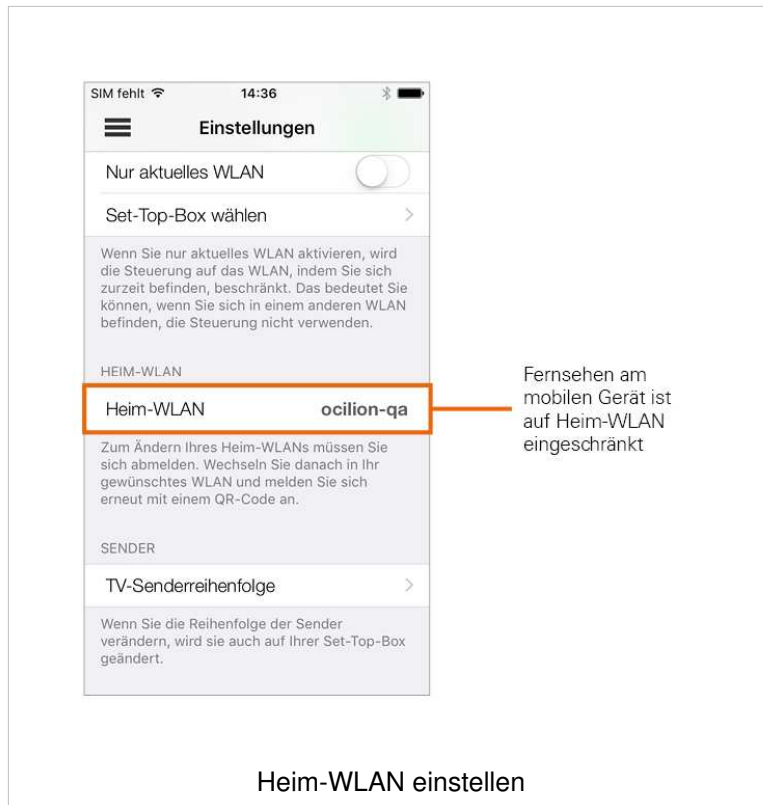 SIM fehlt 14:36
Einstellungen
Nur aktuelles WLAN
Set-Top-Box wählen
Wenn Sie nur aktuelles WLAN aktivieren, wird
die Steuerung auf das WLAN, indem Sie sich
zurzeit befinden, beschränkt. Das bedeutet Sie
können, wenn Sie sich in einem anderen WLAN
befinden, die Steuerung nicht verwenden.
HEIM-WLAN
Heim-WLAN ocilion-qa
Zum Ändern Ihres Heim-WLANs müssen Sie
sich abmelden. Wechseln Sie danach in Ihr
gewünschtes WLAN und melden Sie sich
erneut mit einem QR-Code an.
SENDER
TV-Senderreihenfolge
Wenn Sie die Reihenfolge der Sender
verändern, wird sie auch auf Ihrer Set-Top-Box
geändert.
Fernsehen am
mobilen Gerät ist
auf Heim-WLAN
eingeschränkt
Heim-WLAN einstellen